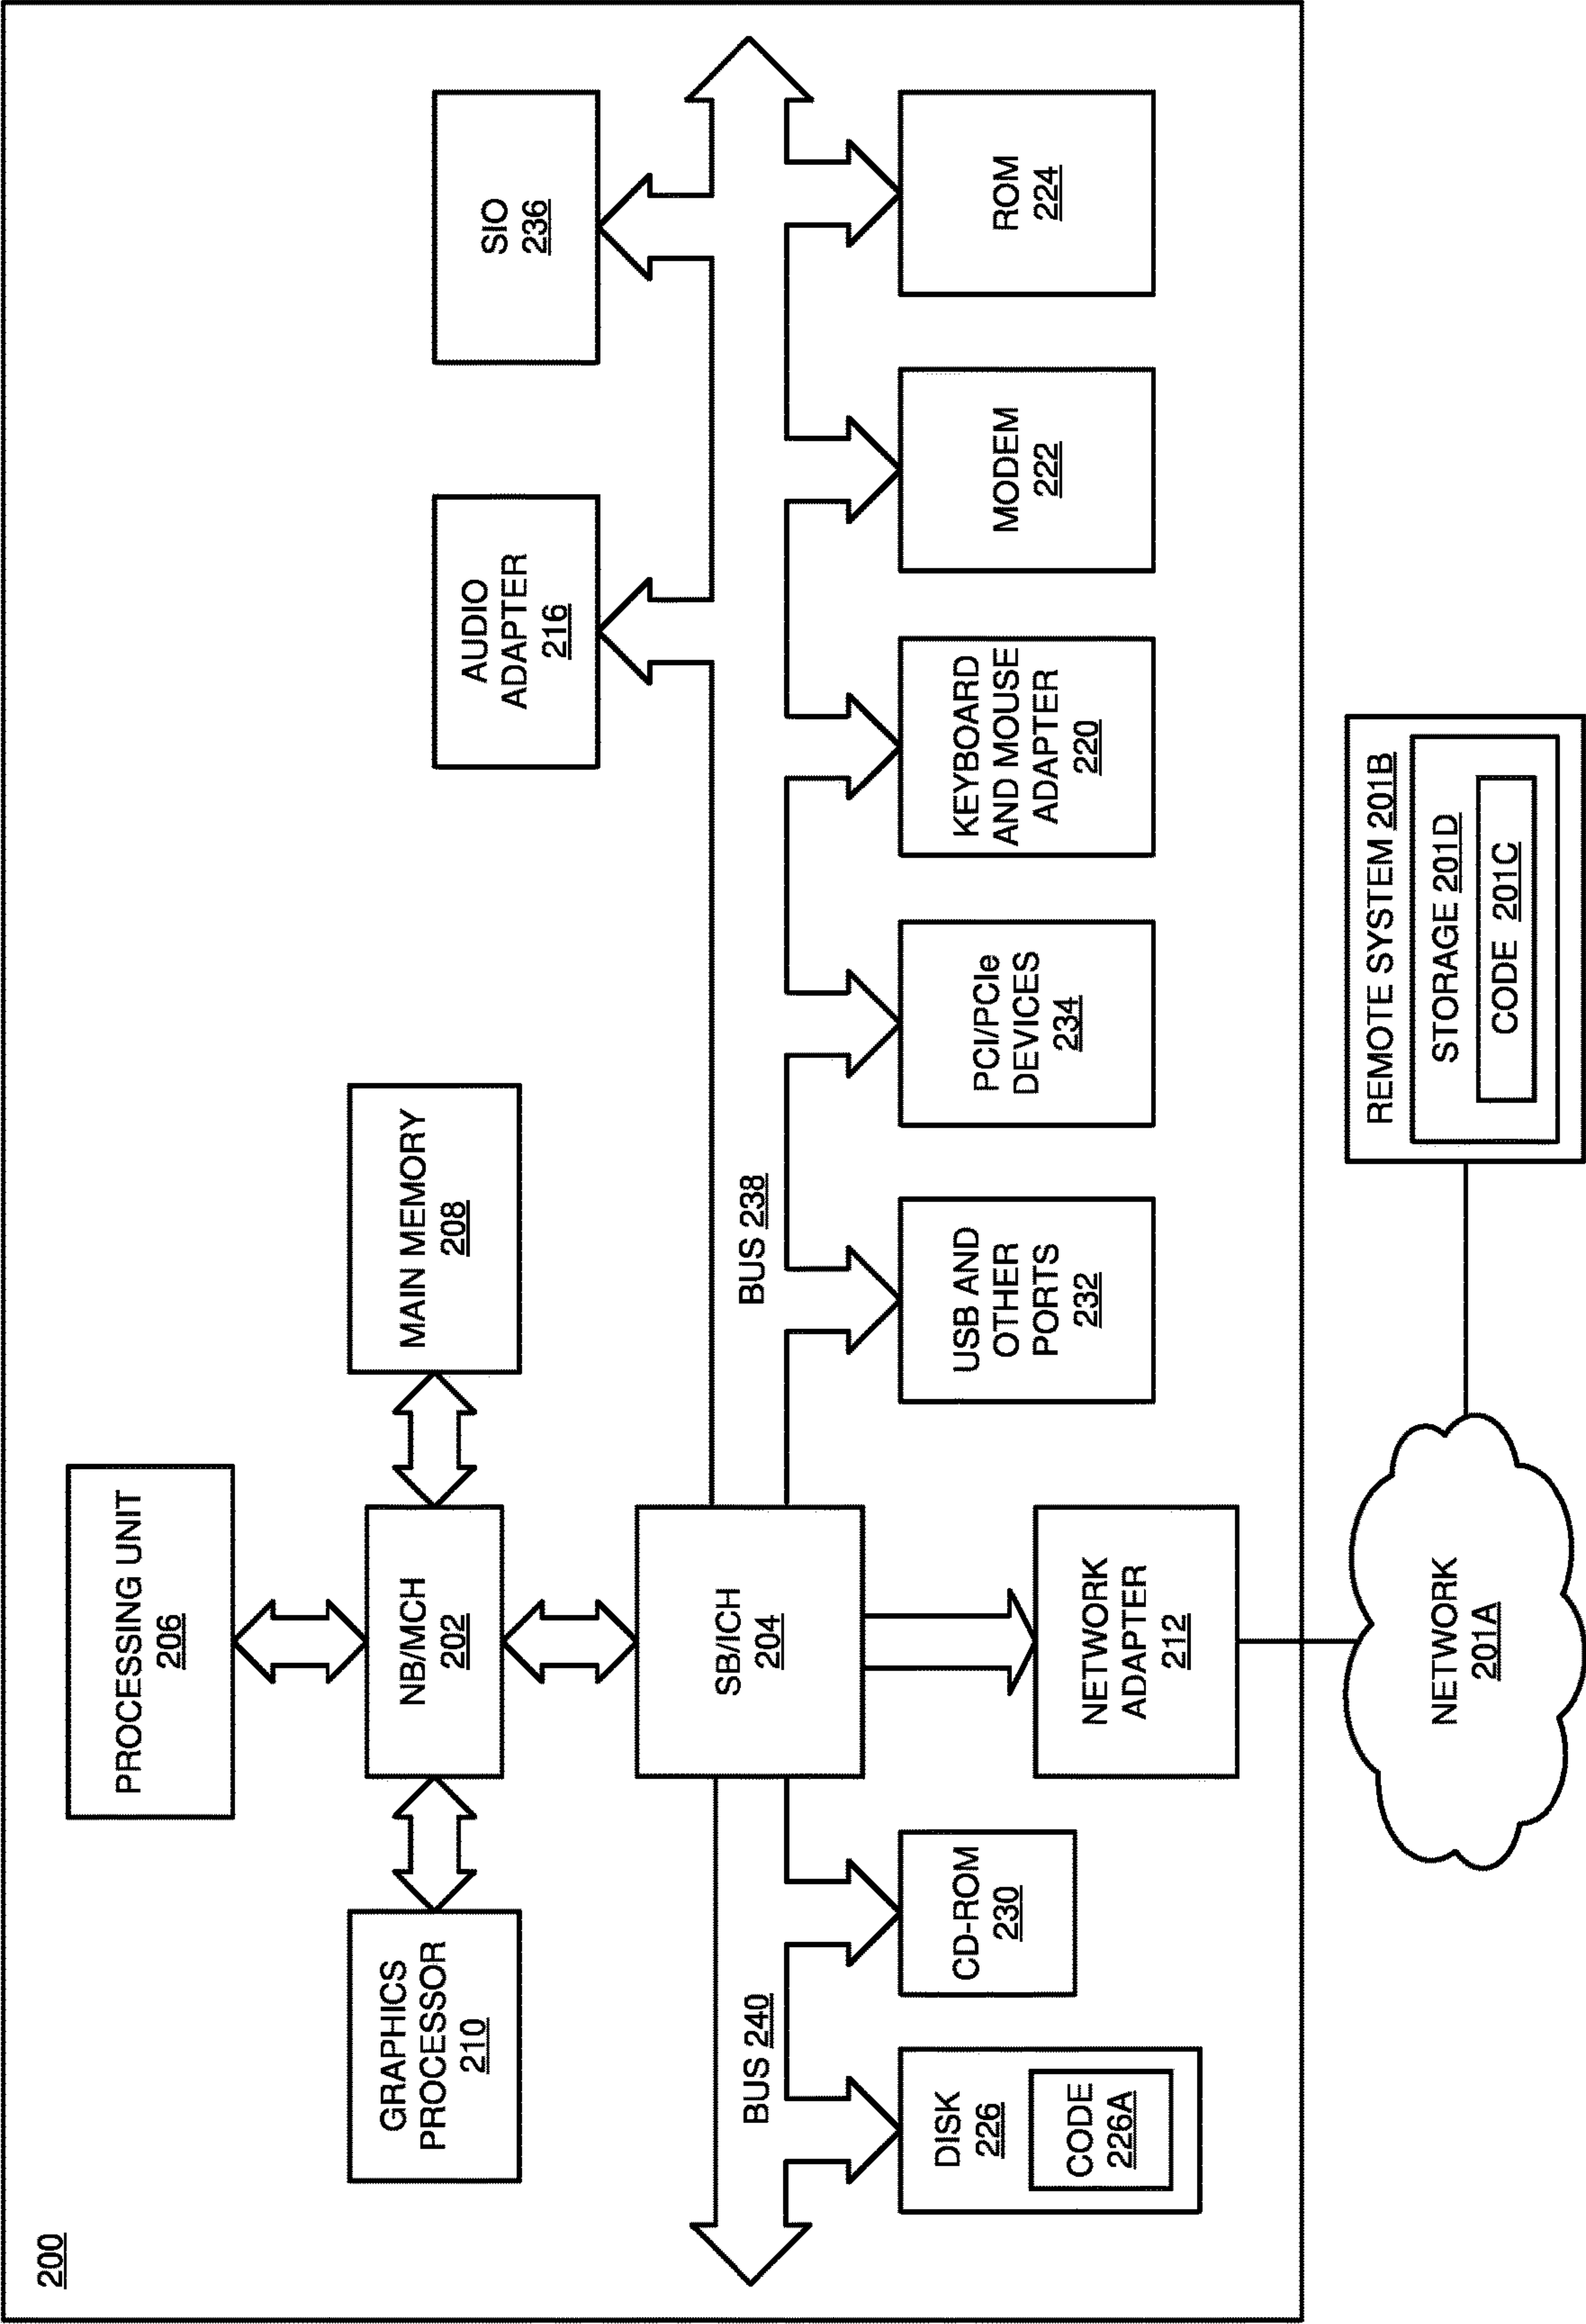 200
PROCESSING UNIT
206
GRAPHICS
PROCESSOR
210
NB/MCH
202
MAIN MEMORY
208
AUDIO
ADAPTER
216
SIO
236
SB/ICH
204
BUS 240
BUS 238
DISK
226
CODE
226A
CD-ROM
230
NETWORK
ADAPTER
212
USB AND
OTHER
PORTS
232
PCI/PCIe
DEVICES
234
KEYBOARD
AND MOUSE
ADAPTER
220
MODEM
222
ROM
224
NETWORK
201A
REMOTE SYSTEM 201B
STORAGE 201D
CODE 201C